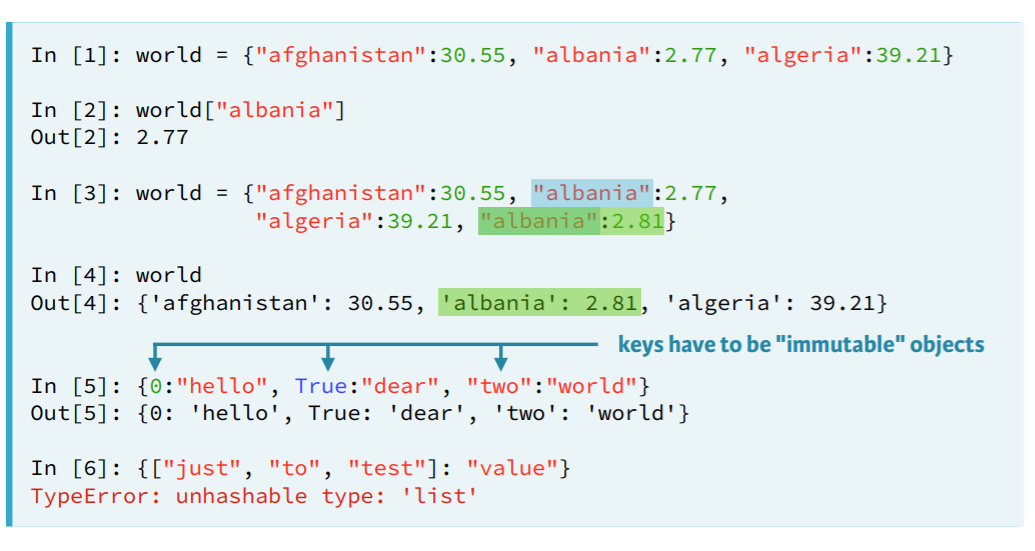 In [1]: world = {"afghanistan":30.55, "albania":2.77, "algeria":39.21}
In [2]: world["albania"]
Out[2]: 2.77
In [3]: world = {"afghanistan":30.55, "albania":2.77,
"algeria":39.21, "albania":2.81}
In [4]: world
Out[4]: {'afghanistan': 30.55, 'albania': 2.81, 'algeria': 39.21}
keys have to be "immutable" objects
In [5]: {0:"hello", True:"dear", "two":"world"}
Out[5]: {0: 'hello', True: 'dear', 'two': 'world'}
In [6]: {["just", "to", "test"]: "value"}
TypeError: unhashable type: 'list'